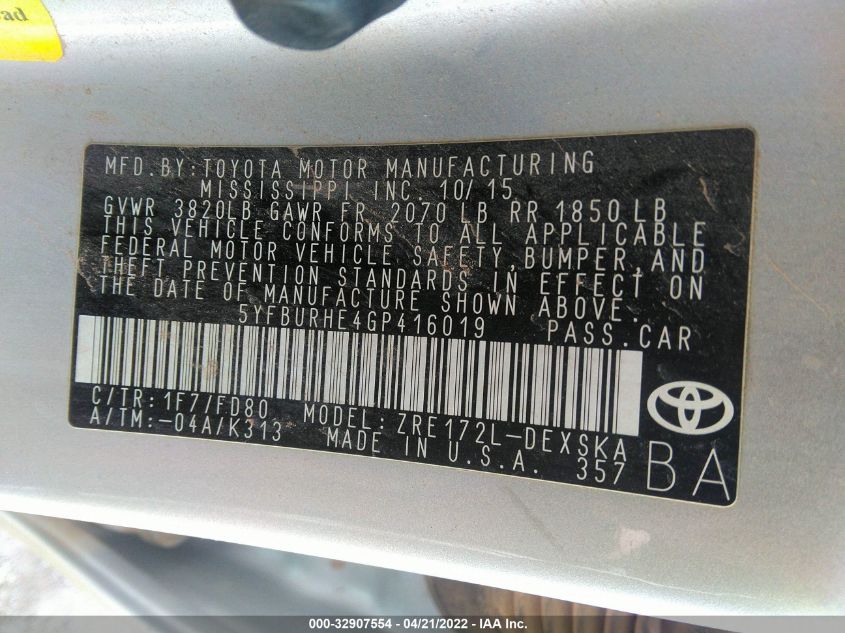 ad
MFD.BY:TOYOTA MOTOR MANUFACTURING
MISSISSIPPI INC. 10/15
GVWR 3820LB GAWR FR 2070 LB RR 1850LB
THIS VEHICLE CONFORMS TO ALL APPLICABLE
FEDERAL MOTOR VEHICLE SAFETY,BUMPER,AND
THEFT PREVENTION STANDARDS IN EFFECT ON
THE DATE OF MANUFACTURE SHOWN ABOVE.
5YFBURHE4GP416019 PASS.CAR
C/TR:1F7/FD80 MODEL:ZRE172L-DEXSKA
A/TM:-04A/K313 MADE IN U.S.A. 357
BA
000-32907554 - 04/21/2022 - © IAA Inc.